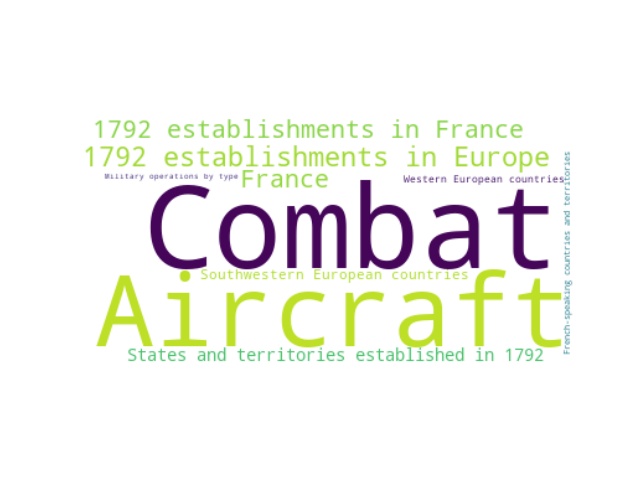 1792 establishments in France
1792 establishments in Europe
Military operations by type
France
Western European countries
Combat
Southwestern European countries
Aircraft
States and territories established in 1792
French-speaking countries and territories